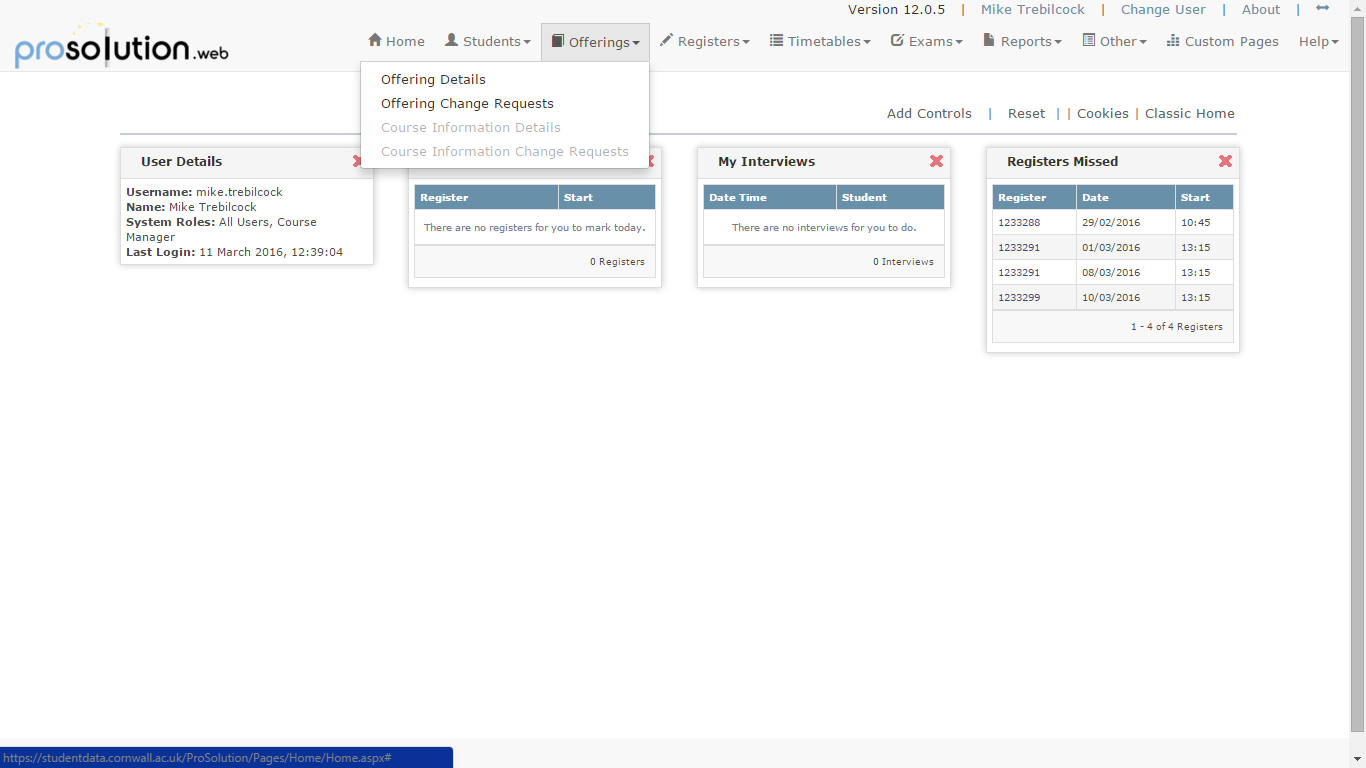 Version 12.0.5 | Mike Trebilcock | Change User | About |
prosolution.web
Home Students Offerings Registers Timetables Exams Reports Other Custom Pages Help
Offering Details
Offering Change Requests
Course Information Details
Course Information Change Requests
Add Controls | Reset | | Cookies | Classic Home
User Details
Username: mike.trebilcock
Name: Mike Trebilcock
System Roles: All Users, Course
Manager
Last Login: 11 March 2016, 12:39:04
Register Start
There are no registers for you to mark today.
0 Registers
My Interviews
Date Time Student
There are no interviews for you to do.
0 Interviews
Registers Missed
Register Date Start
1233288 29/02/2016 10:45
1233291 01/03/2016 13:15
1233291 08/03/2016 13:15
1233299 10/03/2016 13:15
1 - 4 of 4 Registers
https://studentdata.cornwall.ac.uk/ProSolution/Pages/Home/Home.aspx#